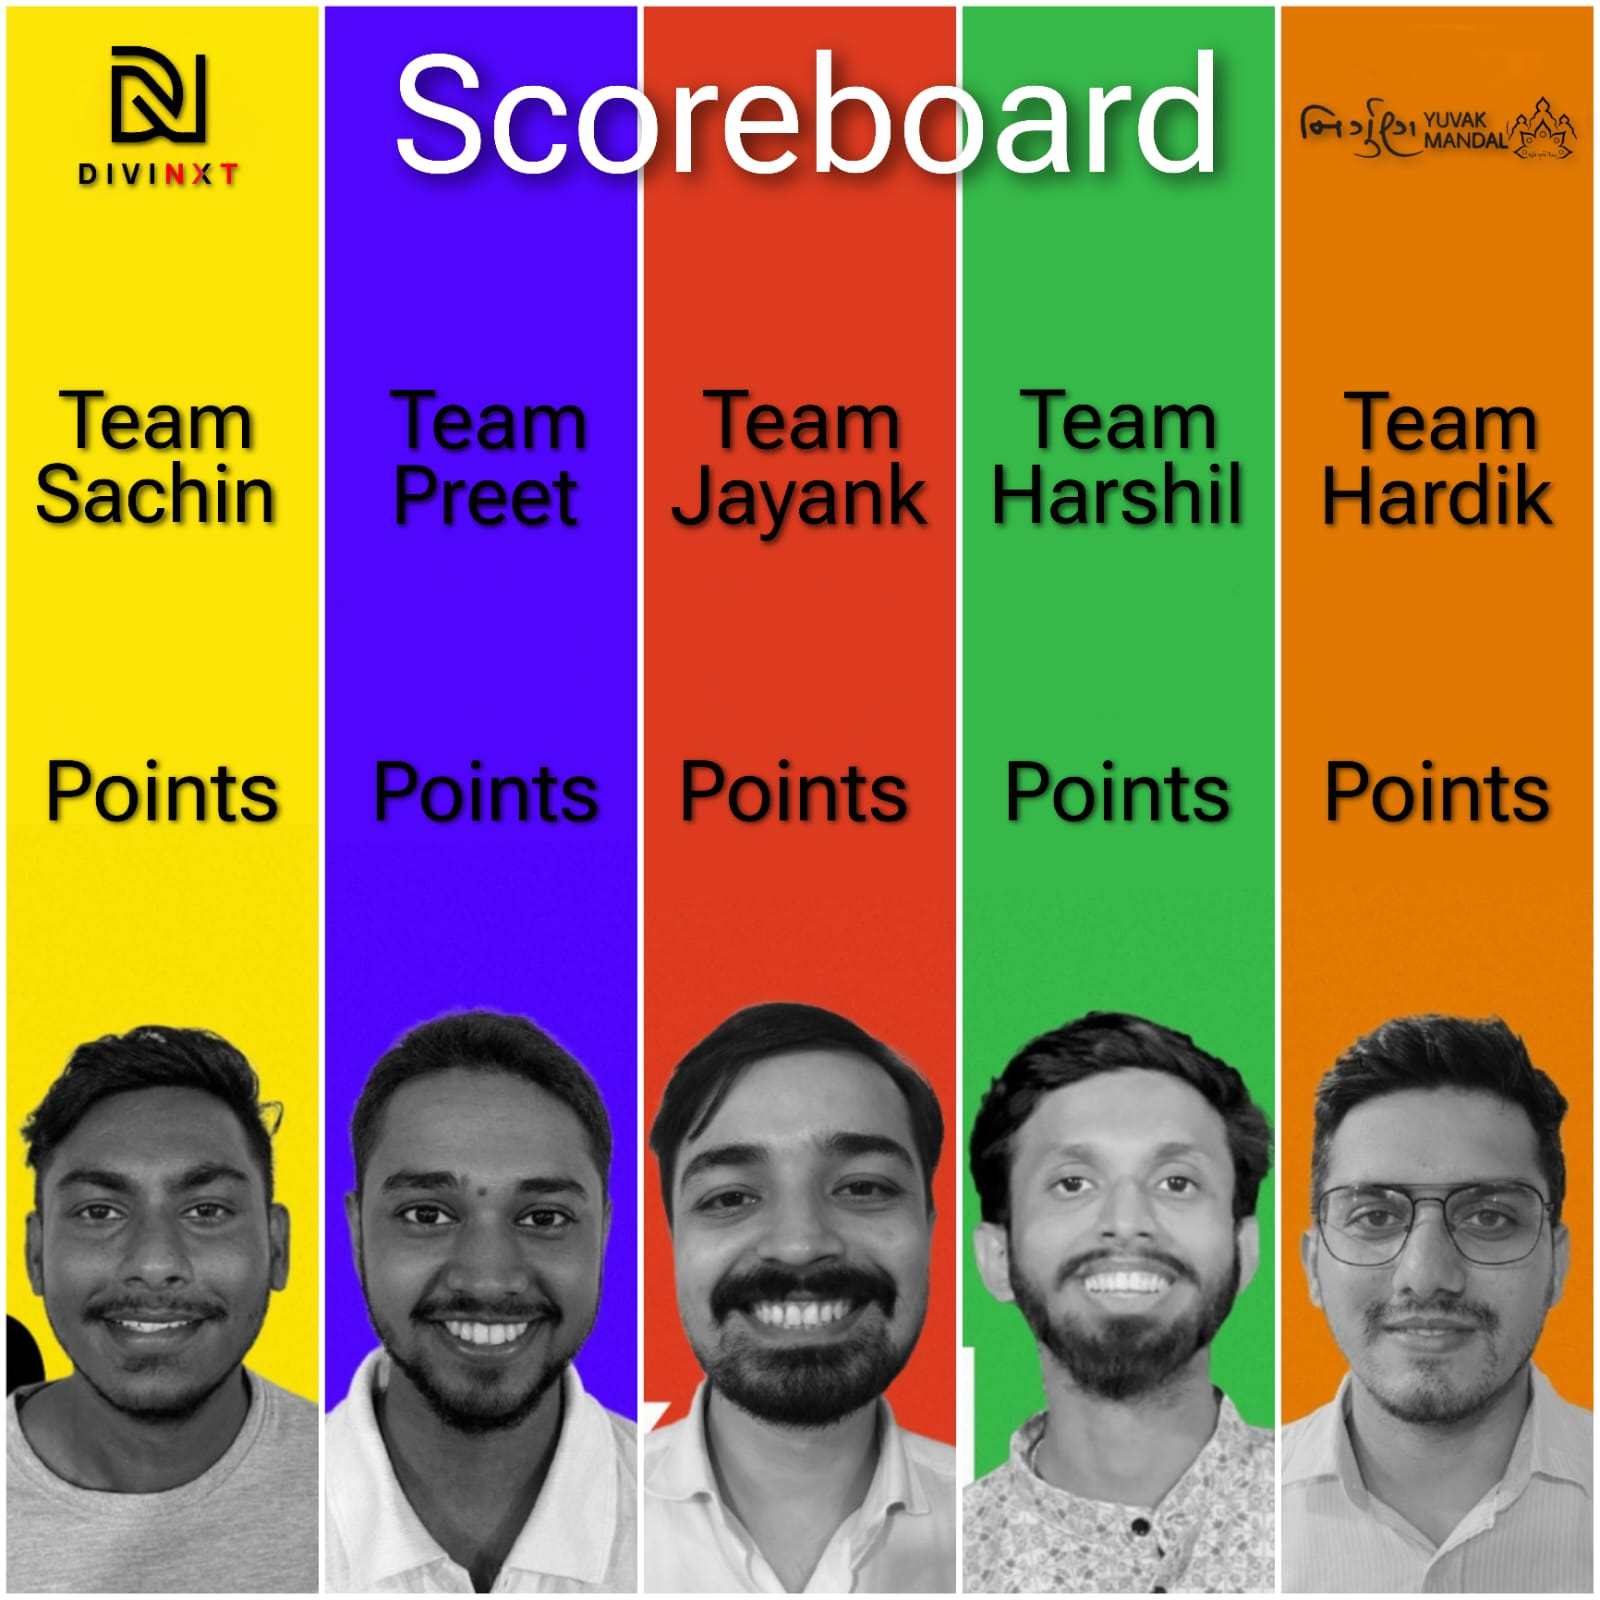 DIVINXT
Scoreboard
નિર્ગુણ YUVAK
MANDAL
Team
Sachin
Team
Preet
Team
Jayank
Team
Harshil
Team
Hardik
Points
Points
Points
Points
Points